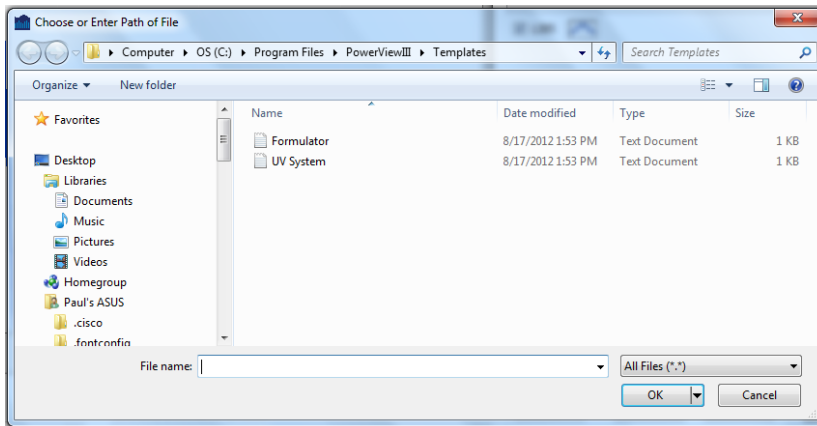 Choose or Enter Path of File
Computer OS (C:) Program Files PowerViewIII Templates Search Templates
Organize New folder
Name Date modified Type Size
Favorites
Formulator 8/17/2012 1:53 PM Text Document 1 KB
Desktop
UV System 8/17/2012 1:53 PM Text Document 1 KB
Libraries
Documents
Music
Pictures
Videos
Homegroup
Paul's ASUS
.cisco
.fontconfig
File name: All Files (*.*)
OK Cancel